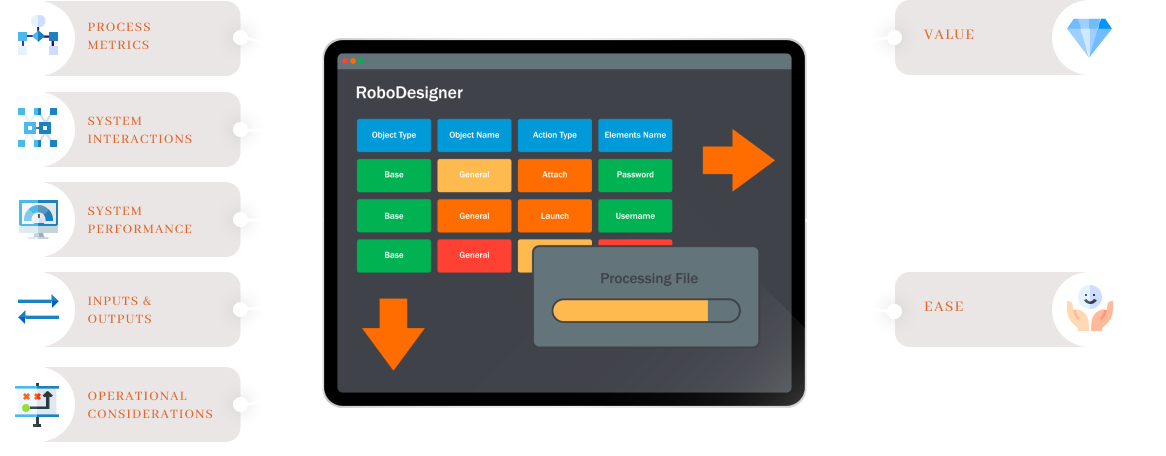 PROCESS
METRICS
SYSTEM
INTERACTIONS
SYSTEM
PERFORMANCE
INPUTS &
OUTPUTS
OPERATIONAL
CONSIDERATIONS
RoboDesigner
Object Type Object Name Action Type Elements Name
Base General Attach Password
Base General Launch Username
Base General
Processing File
VALUE
EASE